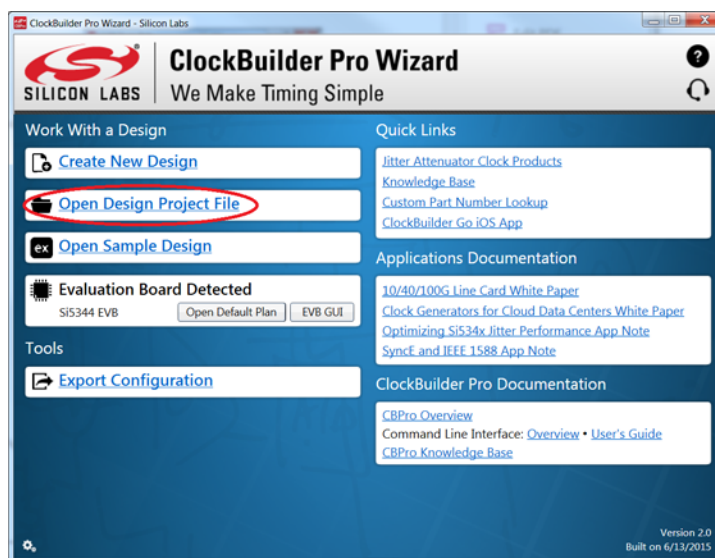 ClockBuilder Pro Wizard - Silicon Labs
SILICON LABS
ClockBuilder Pro Wizard
We Make Timing Simple
Work With a Design
Create New Design
Open Design Project File
ex Open Sample Design
Evaluation Board Detected
Si5344 EVB Open Default Plan EVB GUI
Tools
Export Configuration
Quick Links
Jitter Attenuator Clock Products
Knowledge Base
Custom Part Number Lookup
ClockBuilder Go iOS App
Applications Documentation
10/40/100G Line Card White Paper
Clock Generators for Cloud Data Centers White Paper
Optimizing Si534x Jitter Performance App Note
SyncE and IEEE 1588 App Note
ClockBuilder Pro Documentation
CBPro Overview
Command Line Interface: Overview • User's Guide
CBPro Knowledge Base
Version 2.0
Built on 6/13/2015